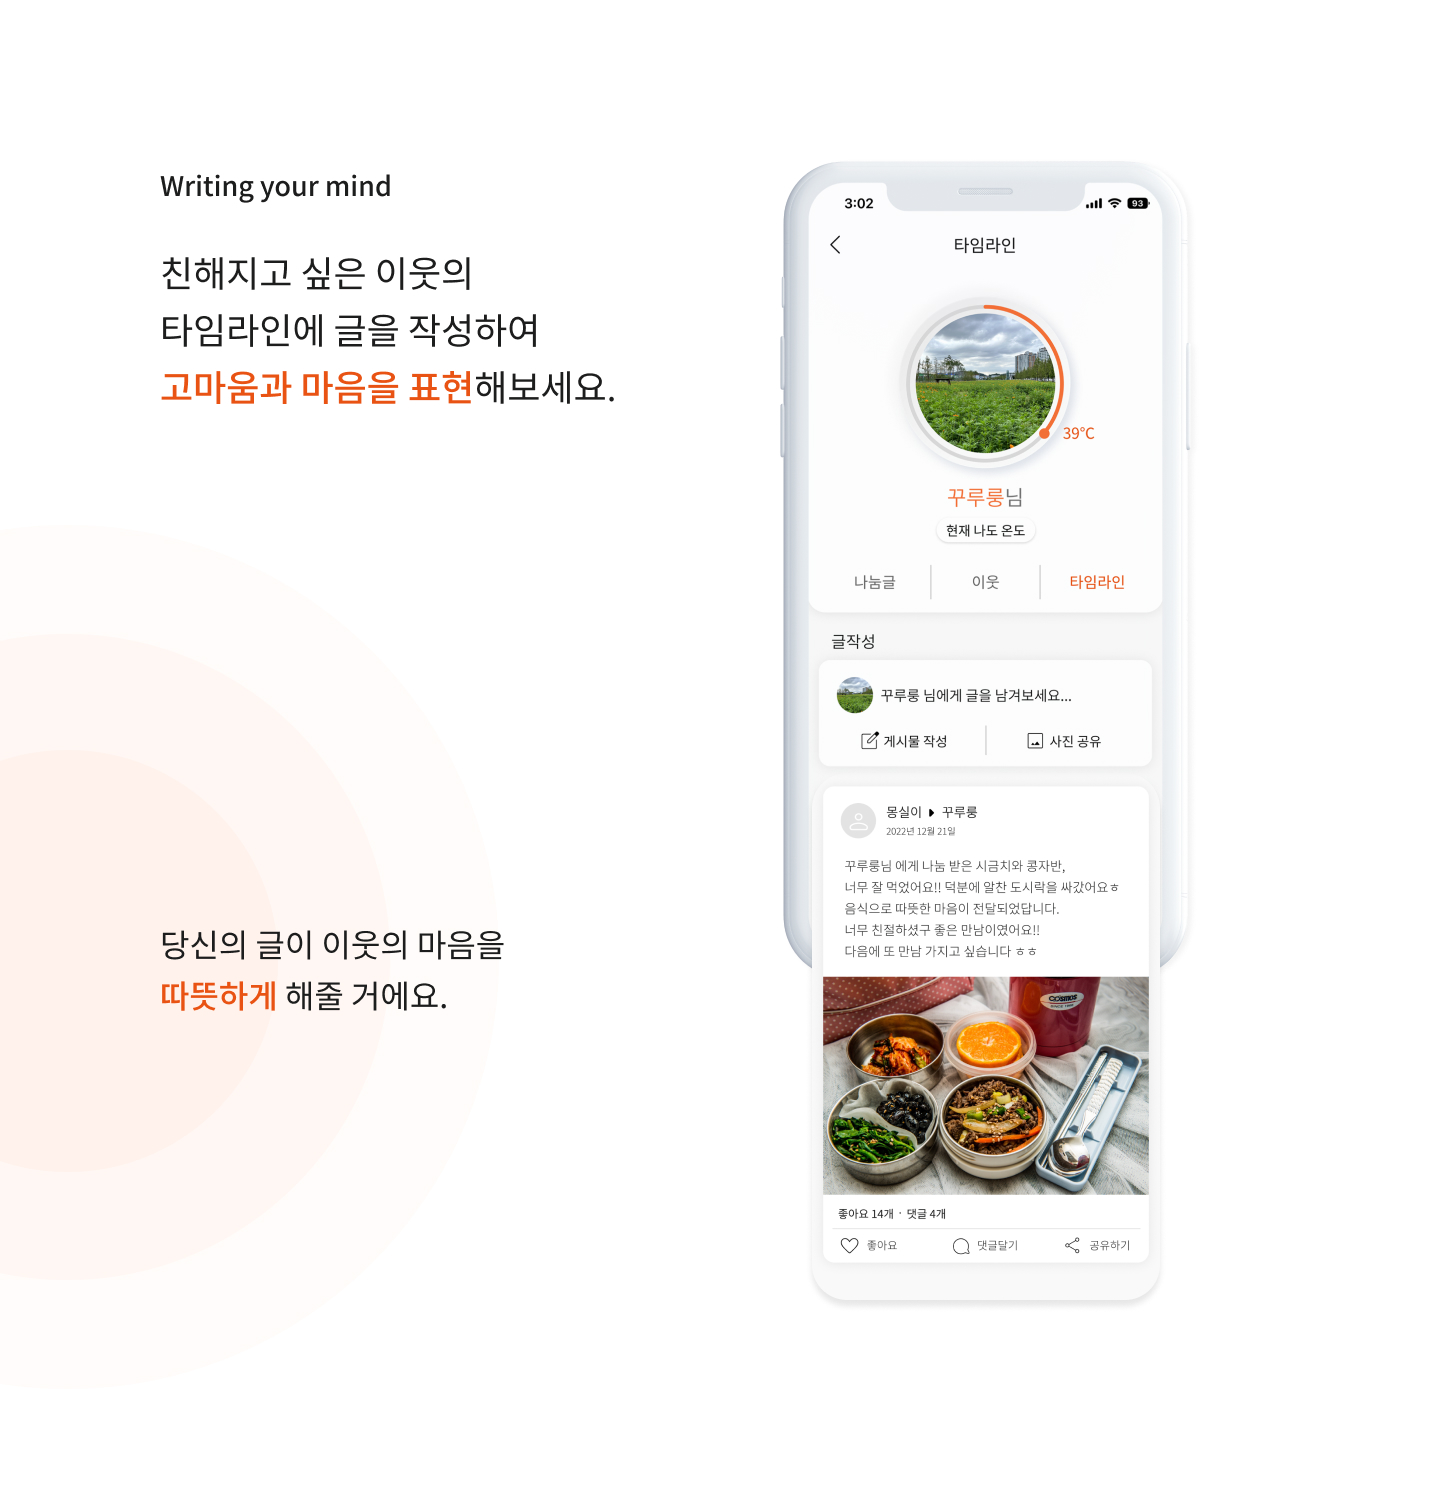 Writing your mind
친해지고 싶은 이웃의
타임라인에 글을 작성하여
고마움과 마음을 표현해보세요.
당신의 글이 이웃의 마음을
따뜻하게 해줄 거에요.
3:02
93
타임라인
39°C
꾸루룽님
현재 나도 온도
나눔글
이웃
타임라인
글작성
꾸루룽 님에게 글을 남겨보세요...
게시물 작성
사진 공유
몽실이 꾸루룽
2022년 12월 21일
꾸루룽님 에게 나눔 받은 시금치와 콩자반,
너무 잘 먹었어요!! 덕분에 알찬 도시락을 싸갔어요ㅎ
음식으로 따뜻한 마음이 전달되었답니다.
너무 친절하셨구 좋은 만남이였어요!!
다음에 또 만남 가지고 싶습니다 ㅎㅎ
COSMOS
좋아요 14개 · 댓글 4개
좋아요
댓글달기
공유하기